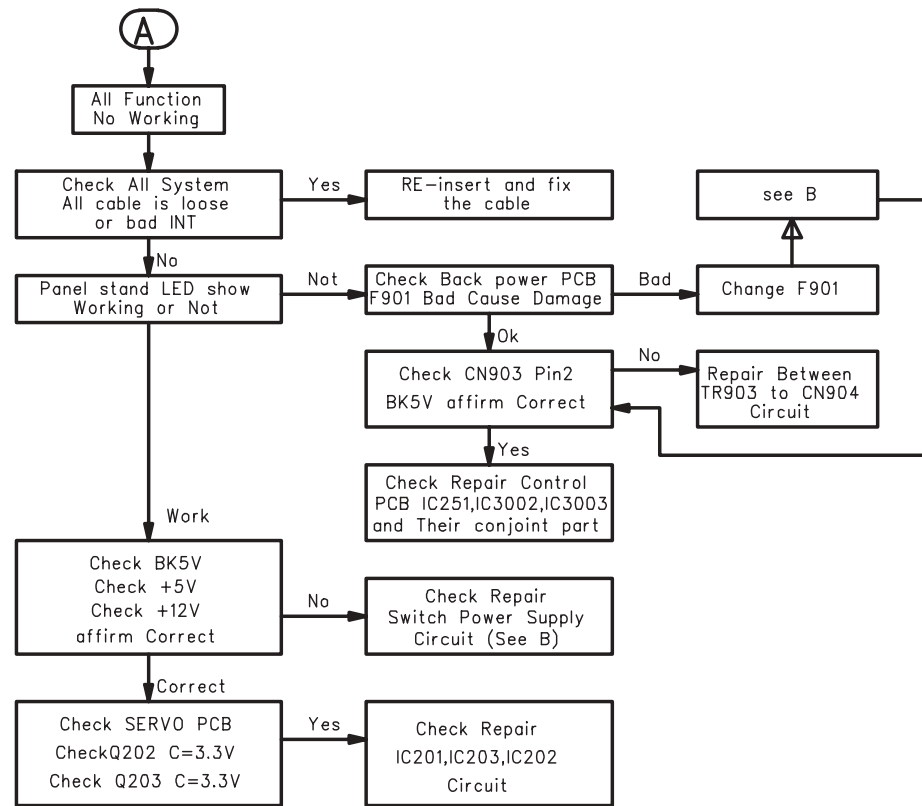 A
All Function
No Working
Check All System
All cable is loose
or bad INT
Yes
RE-insert and fix
the cable
see B
No
Panel stand LED show
Working or Not
Not
Check Back power PCB
F901 Bad Cause Damage
Bad
Change F901
Ok
Check CN903 Pin2
BK5V affirm Correct
No
Repair Between
TR903 to CN904
Circuit
Yes
Check Repair Control
PCB IC251,IC3002,IC3003
and Their conjoint part
Work
Check BK5V
Check +5V
Check +12V
affirm Correct
No
Check Repair
Switch Power Supply
Circuit (See B)
Correct
Check SERVO PCB
CheckQ202 C=3.3V
Check Q203 C=3.3V
Yes
Check Repair
IC201,IC203,IC202
Circuit